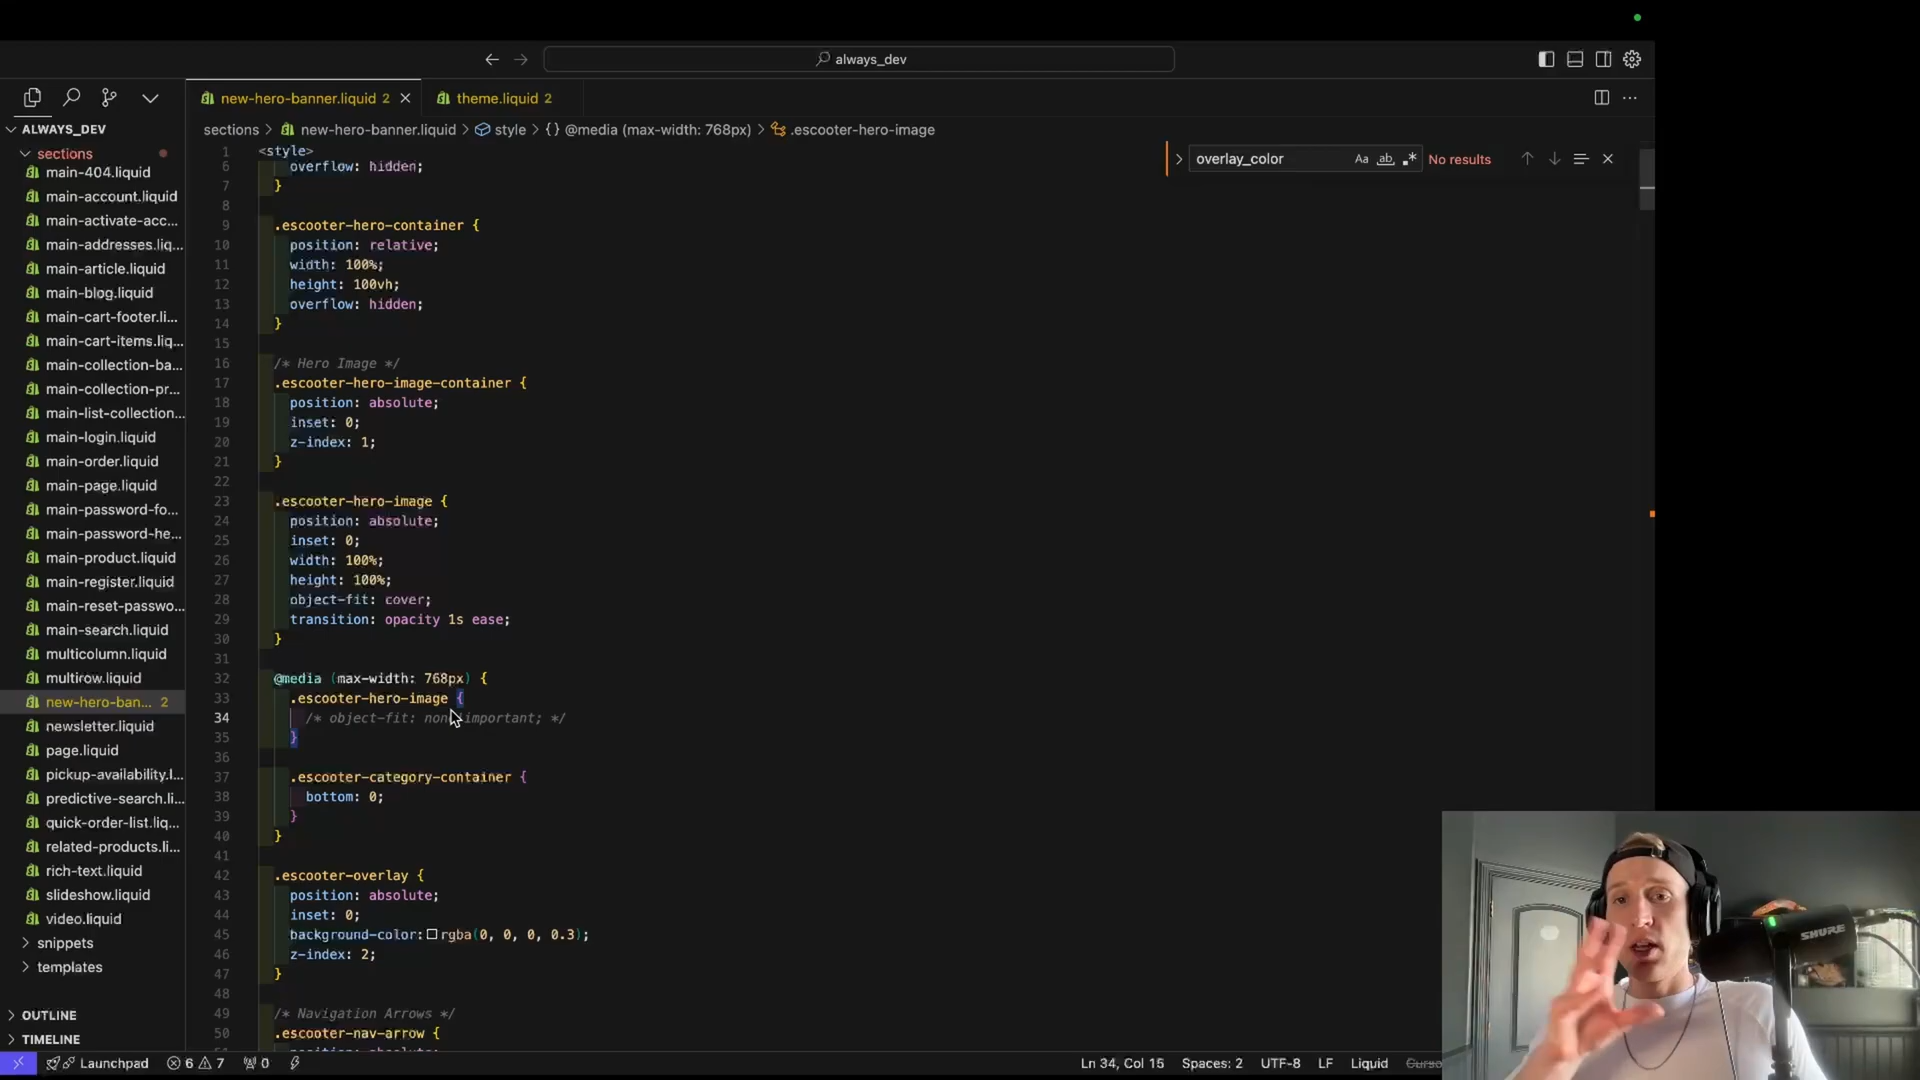 always_dev
new-hero-banner.liquid 2
theme.liquid 2
ALWAYS_DEV
sections > new-hero-banner.liquid > style > {} @media (max-width: 768px) > .escooter-hero-image
sections
main-404.liquid
main-account.liquid
main-activate-acc...
main-addresses.liq...
main-article.liquid
main-blog.liquid
main-cart-footer.li...
main-cart-items.liq...
main-collection-ba...
main-collection-pr...
main-list-collection...
main-login.liquid
main-order.liquid
main-page.liquid
main-password-fo...
main-password-he...
main-product.liquid
main-register.liquid
main-reset-passwo...
main-search.liquid
multicolumn.liquid
multirow.liquid
new-hero-ban... 2
newsletter.liquid
page.liquid
pickup-availability.l...
predictive-search.li...
quick-order-list.liq...
related-products.li...
rich-text.liquid
slideshow.liquid
video.liquid
snippets
templates
OUTLINE
TIMELINE
overlay_color Aa ab .* No results
1 <style>
6 overflow: hidden;
7 }
8
9 .escooter-hero-container {
10 position: relative;
11 width: 100%;
12 height: 100vh;
13 overflow: hidden;
14 }
15
16 /* Hero Image */
17 .escooter-hero-image-container {
18 position: absolute;
19 inset: 0;
20 z-index: 1;
21 }
22
23 .escooter-hero-image {
24 position: absolute;
25 inset: 0;
26 width: 100%;
27 height: 100%;
28 object-fit: cover;
29 transition: opacity 1s ease;
30 }
31
32 @media (max-width: 768px) {
33 .escooter-hero-image {
34 /* object-fit: none !important; */
35 }
36
37 .escooter-category-container {
38 bottom: 0;
39 }
40 }
41
42 .escooter-overlay {
43 position: absolute;
44 inset: 0;
45 background-color: rgba(0, 0, 0, 0.3);
46 z-index: 2;
47 }
48
49 /* Navigation Arrows */
50 .escooter-nav-arrow {
Launchpad 6 7 0
Ln 34, Col 15 Spaces: 2 UTF-8 LF Liquid
SHURE